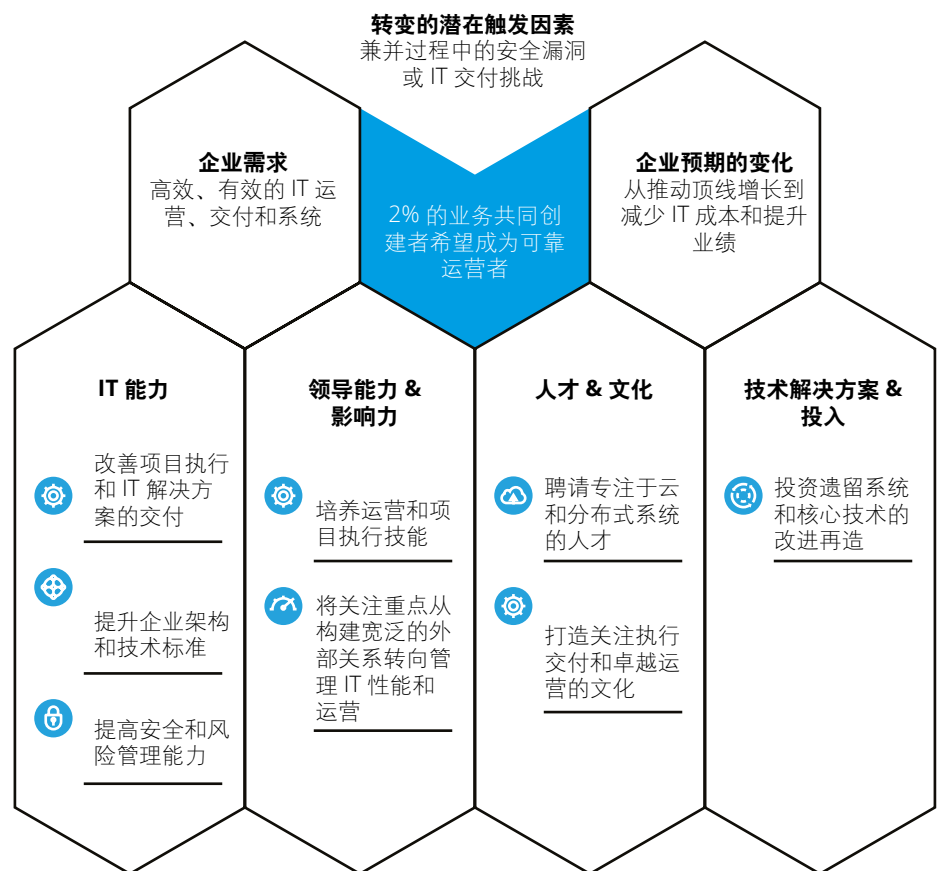 转变的潜在触发因素
兼并过程中的安全漏洞
或 IT 交付挑战
企业需求
高效、有效的 IT 运
营、交付和系统
2% 的业务共同创
建者希望成为可靠
运营者
企业预期的变化
从推动顶线增长到
减少 IT 成本和提升
业绩
IT 能力
改善项目执行
和 IT 解决方
案的交付
提升企业架构
和技术标准
提高安全和风
险管理能力
领导能力 &
影响力
培养运营和项
目执行技能
将关注重点从
构建宽泛的外
部关系转向管
理 IT 性能和
运营
人才 & 文化
聘请专注于云
和分布式系统
的人才
打造关注执行
交付和卓越运
营的文化
技术解决方案 &
投入
投资遗留系统
和核心技术的
改进再造